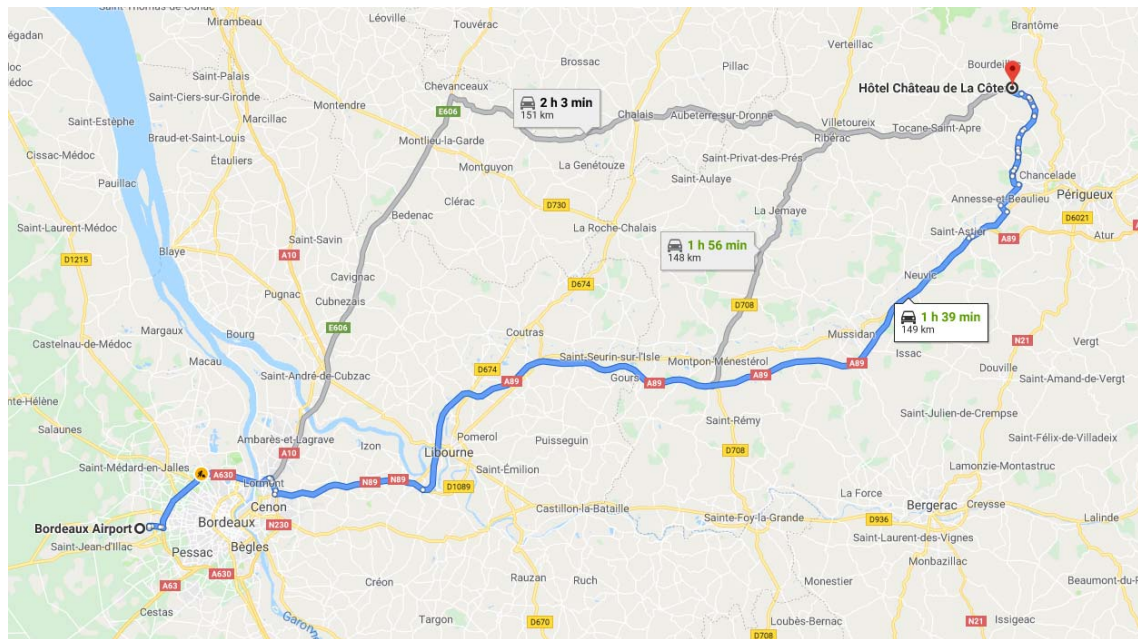 Saint-Thomas-de-Conac
Mirambeau
Léoville
Touvérac
Brantôme
égadan
Verteillac
Bourdeilles
Brossac
Pillac
Saint-Palais
Chevanceaux
Hôtel Château de La Côte
Saint-Ciers-sur-Gironde
Montendre
E606
2 h 3 min
151 km
Saint-Estèphe
Marcillac
Chalais
Aubeterre-sur-Dronne
Villetoureix
Tocane-Saint-Apre
Braud-et-Saint-Louis
Montlieu-la-Garde
Ribérac
Cissac-Médoc
Étauliers
La Genétouze
Saint-Privat-des-Prés
Chancelade
Pauillac
Montguyon
Saint-Aulaye
Périgueux
Clérac
Annesse-et-Beaulieu
D730
Bedenac
La Jemaye
D6021
Saint-Laurent-Médoc
La Roche-Chalais
Saint-Astier
A89
Atur
Saint-Savin
Blaye
A10
1 h 56 min
148 km
D1215
Cavignac
Neuvic
Pugnac
D674
Cubnezais
D708
1 h 39 min
149 km
Margaux
Bourg
E606
Coutras
Mussidan
Castelnau-de-Médoc
Macau
Saint-Seurin-sur-l'Isle
Montpon-Ménestérol
Issac
N21
Vergt
D674
A89
Douville
Saint-André-de-Cubzac
A89
Gours
A89
A89
Saint-Amand-de-Vergt
nte-Hélène
Saint-Rémy
Saint-Julien-de-Crempse
Salaunes
Ambarès-et-Lagrave
Izon
Pomerol
Puisseguin
Saint-Félix-de-Villadeix
A10
Libourne
D708
Saint-Médard-en-Jalles
A630
Lormont
Saint-Émilion
Lamonzie-Montastruc
N89
N89
D1089
La Force
Cenon
Castillon-la-Bataille
Bergerac
Creysse
Bordeaux Airport
Bordeaux
N230
Sainte-Foy-la-Grande
D936
Lalinde
Saint-Jean-d'Illac
Bègles
Saint-Laurent-des-Vignes
Pessac
Monbazillac
A63
A630
Créon
Rauzan
Ruch
Monestier
Beaumont-du-P
Cestas
Targon
D670
Loubès-Bernac
D708
N21
Issigeac